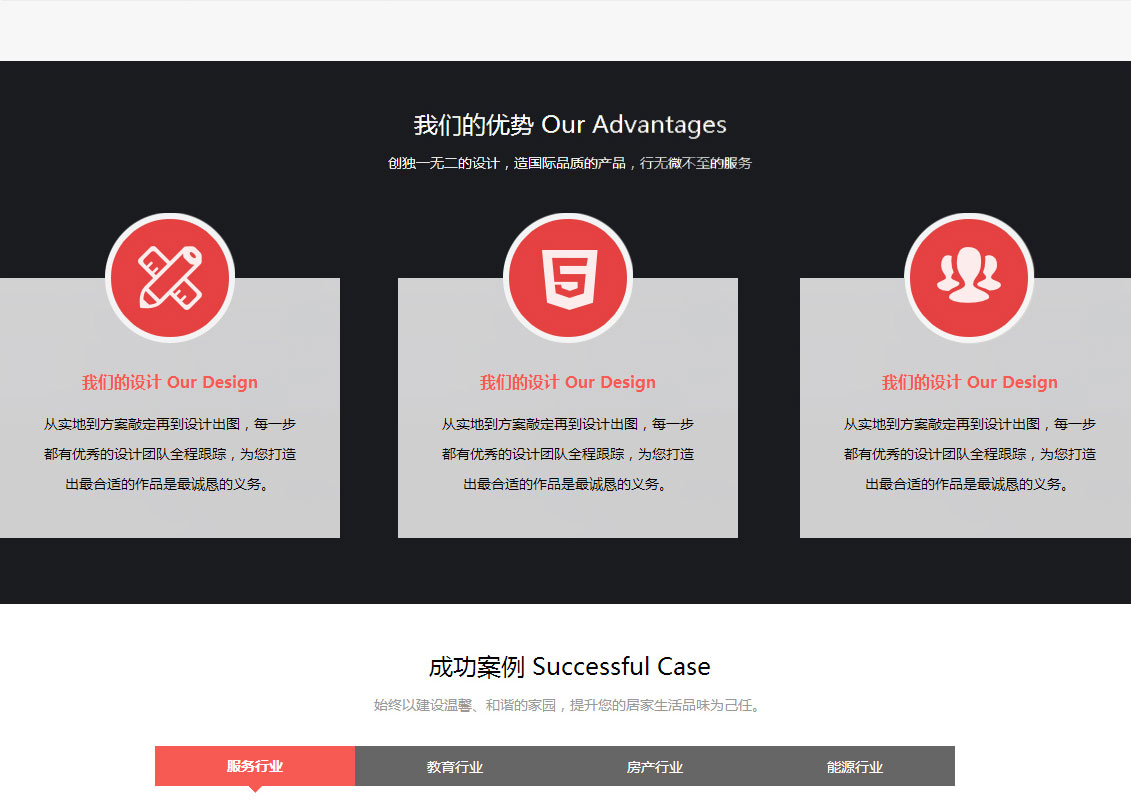 我们的优势 Our Advantages
创独一无二的设计，造国际品质的产品，行无微不至的服务
我们的设计 Our Design
从实地到方案敲定再到设计出图，每一步
都有优秀的设计团队全程跟踪，为您打造
出最合适的作品是最诚恳的义务。
我们的设计 Our Design
从实地到方案敲定再到设计出图，每一步
都有优秀的设计团队全程跟踪，为您打造
出最合适的作品是最诚恳的义务。
我们的设计 Our Design
从实地到方案敲定再到设计出图，每一步
都有优秀的设计团队全程跟踪，为您打造
出最合适的作品是最诚恳的义务。
成功案例 Successful Case
始终以建设温馨、和谐的家园，提升您的居家生活品味为己任。
服务行业
教育行业
房产行业
能源行业